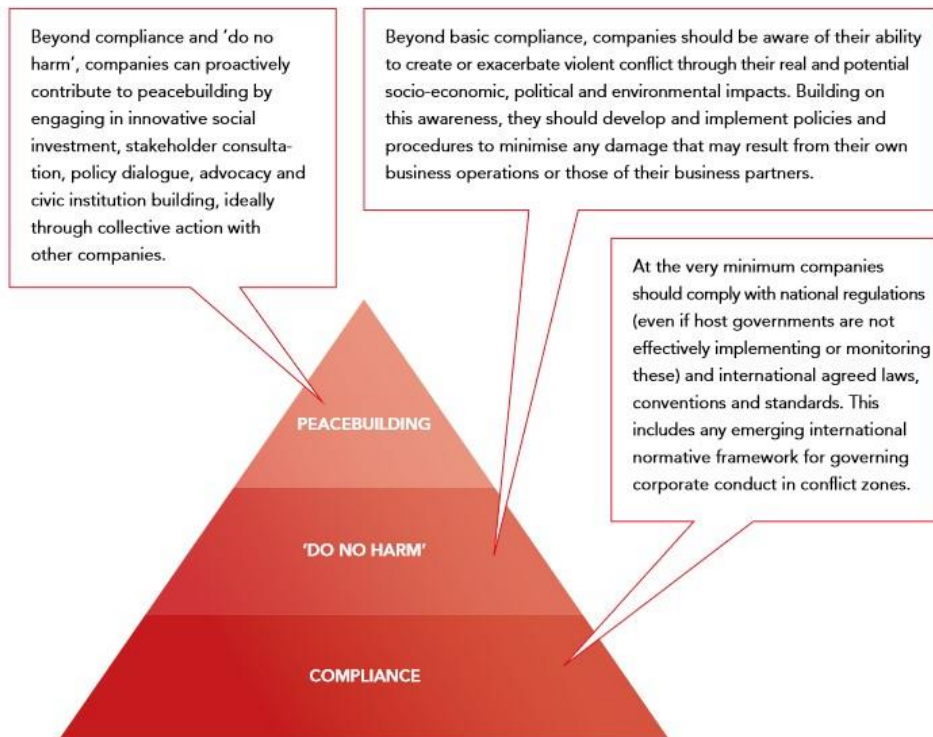 Beyond compliance and ‘do no
harm’, companies can proactively
contribute to peacebuilding by
engaging in innovative social
investment, stakeholder consulta-
tion, policy dialogue, advocacy and
civic institution building, ideally
through collective action with
other companies.
Beyond basic compliance, companies should be aware of their ability
to create or exacerbate violent conflict through their real and potential
socio-economic, political and environmental impacts. Building on
this awareness, they should develop and implement policies and
procedures to minimise any damage that may result from their own
business operations or those of their business partners.
At the very minimum companies
should comply with national regulations
(even if host governments are not
effectively implementing or monitoring
these) and international agreed laws,
conventions and standards. This
includes any emerging international
normative framework for governing
corporate conduct in conflict zones.
PEACEBUILDING
‘DO NO HARM’
COMPLIANCE